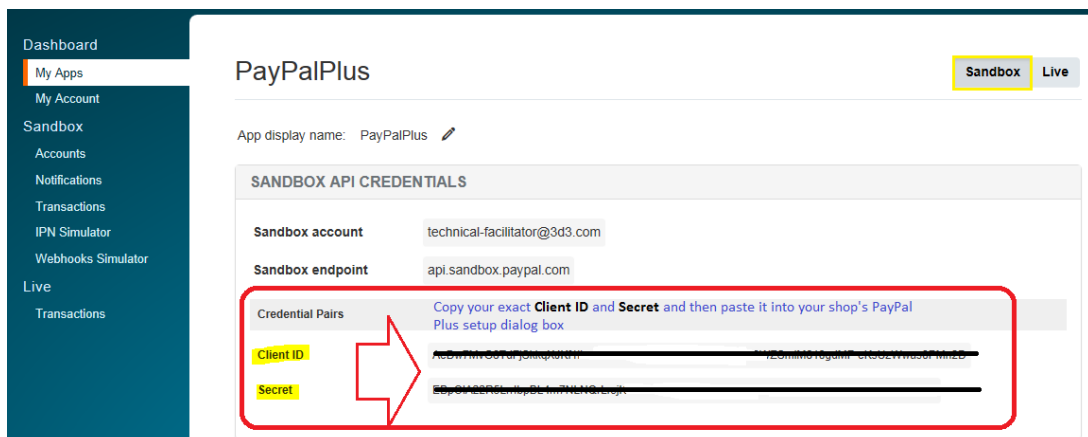 Dashboard
My Apps
My Account
Sandbox
Accounts
Notifications
Transactions
IPN Simulator
Webhooks Simulator
Live
Transactions
PayPalPlus
Sandbox Live
App display name: PayPalPlus
SANDBOX API CREDENTIALS
Sandbox account technical-facilitator@3d3.com
Sandbox endpoint api.sandbox.paypal.com
Credential Pairs Copy your exact Client ID and Secret and then paste it into your shop's PayPal
Plus setup dialog box
Client ID
Secret